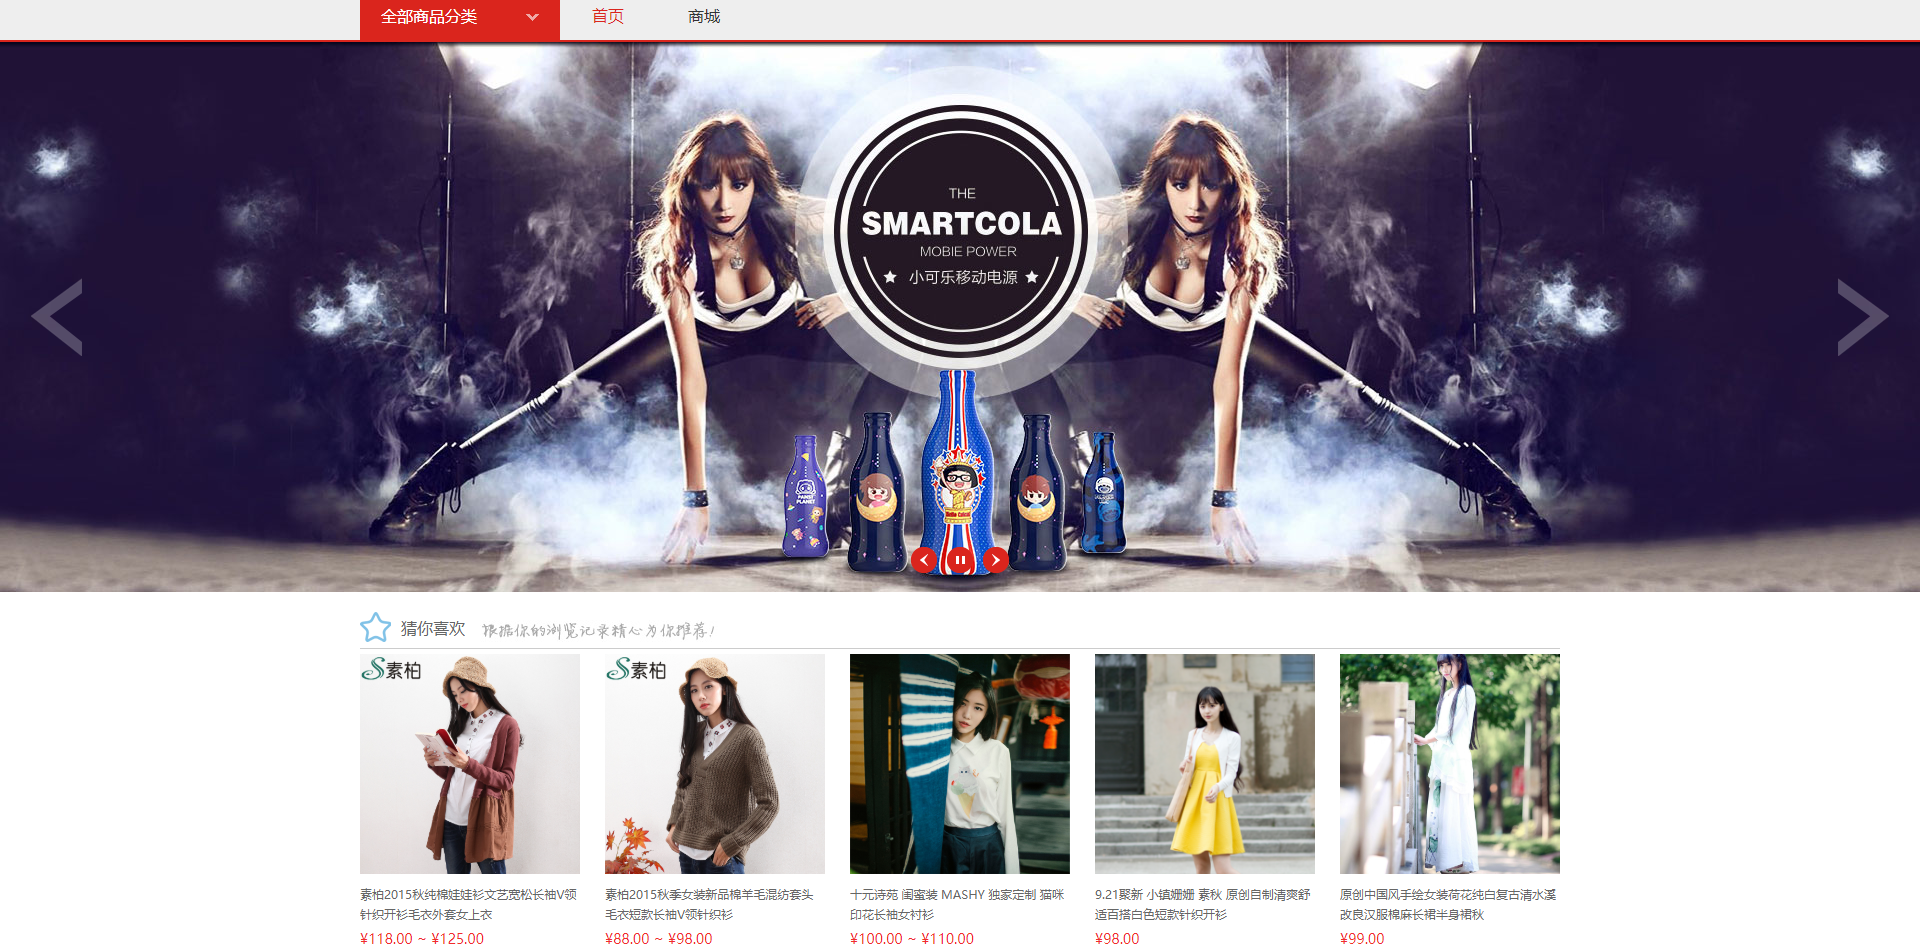 全部商品分类
首页
商城
THE
SMARTCOLA
MOBIE POWER
小可乐移动电源
PANSI
PLANET
猜你喜欢
根据你的浏览记录精心为你推荐!
素柏
素柏
素柏2015秋纯棉娃娃衫文艺宽松长袖V领
针织开衫毛衣外套女上衣
¥118.00 ~ ¥125.00
素柏2015秋季女装新品棉羊毛混纺套头
毛衣短款长袖V领针织衫
¥88.00 ~ ¥98.00
十元诗苑 闺蜜装 MASHY 独家定制 猫咪
印花长袖女衬衫
¥100.00 ~ ¥110.00
9.21聚新 小镇姗姗 素秋 原创自制清爽舒
适百搭白色短款针织开衫
¥98.00
原创中国风手绘女装荷花纯白复古清水溪
改良汉服棉麻长裙半身裙秋
¥99.00